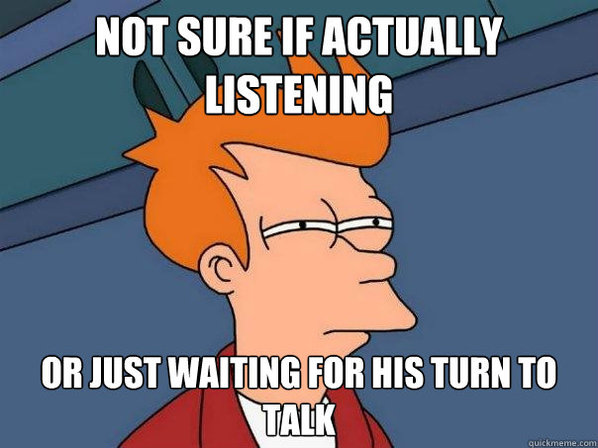 NOT SURE IF ACTUALLY
LISTENING
OR JUST WAITING FOR HIS TURN TO
TALK
quickmeme.com